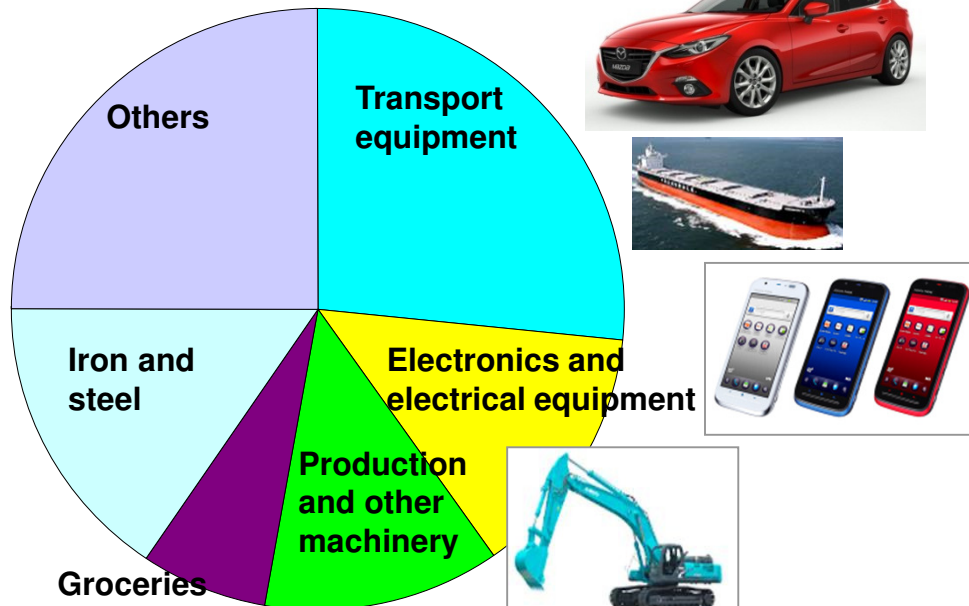 Others
Transport
equipment
Iron and
steel
Electronics and
electrical equipment
Production
and other
machinery
Groceries